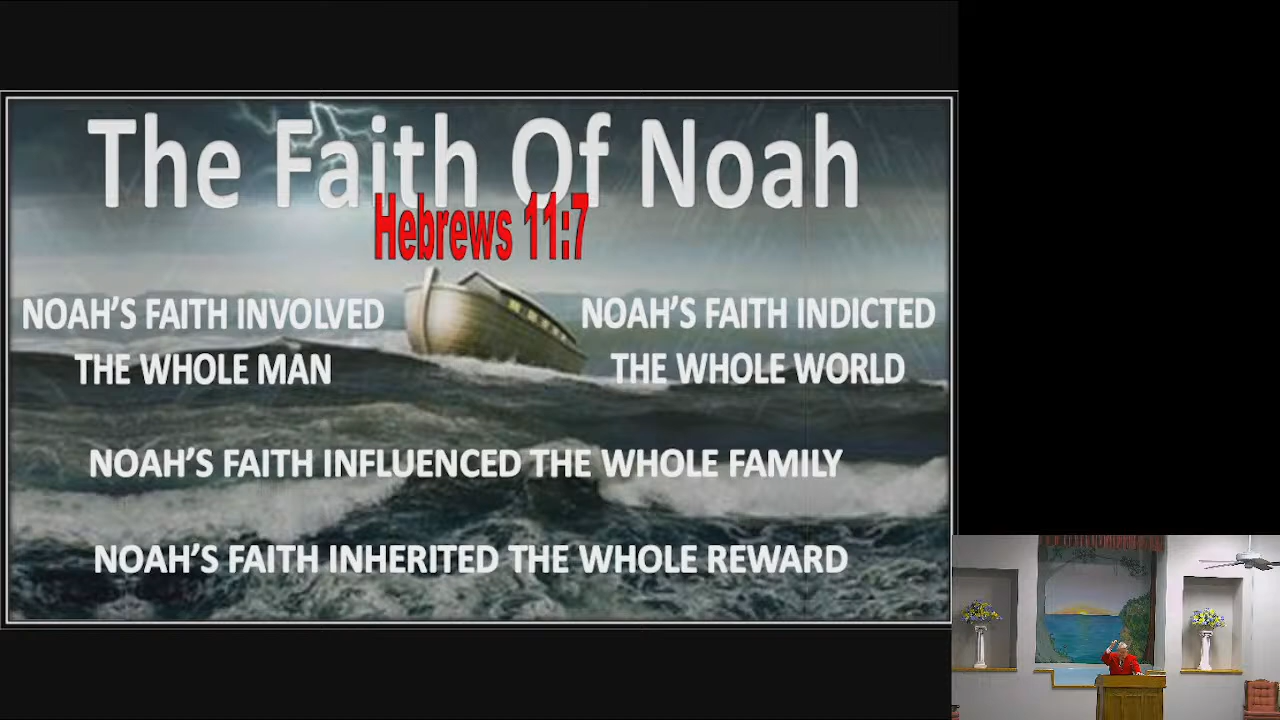 The Faith Of Noah
Hebrews 11:7
NOAH'S FAITH INVOLVED
THE WHOLE MAN
NOAH'S FAITH INDICTED
THE WHOLE WORLD
NOAH'S FAITH INFLUENCED THE WHOLE FAMILY
NOAH'S FAITH INHERITED THE WHOLE REWARD